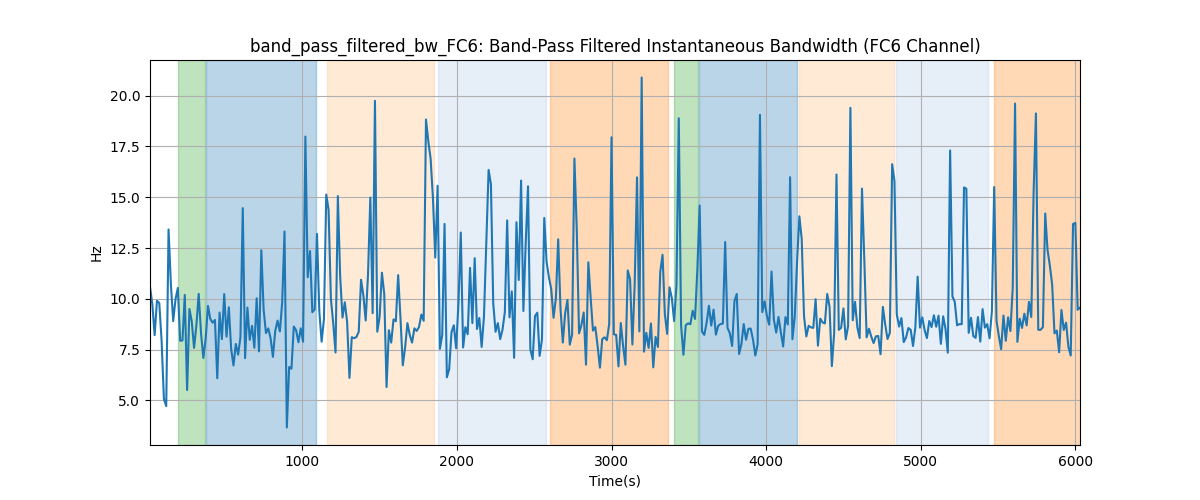 band_pass_filtered_bw_FC6: Band-Pass Filtered Instantaneous Bandwidth (FC6 Channel)
20.0
17.5
15.0
12.5
10.0
7.5
5.0
Hz
1000 2000 3000 4000 5000 6000
Time(s)